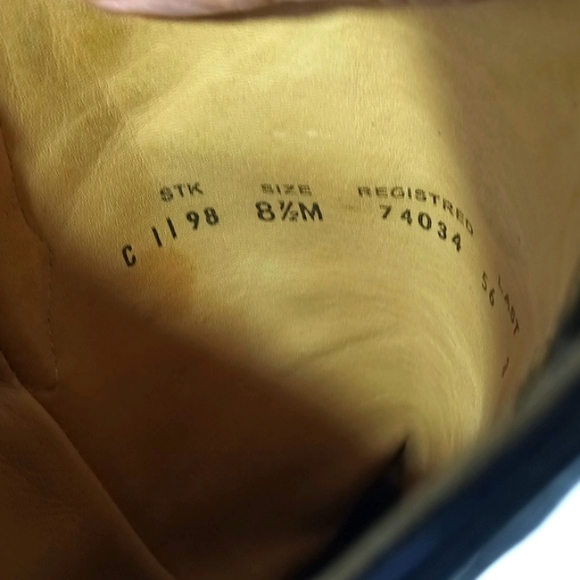 STK SIZE REGISTRED LAST
C 1198 8½M 74034 56